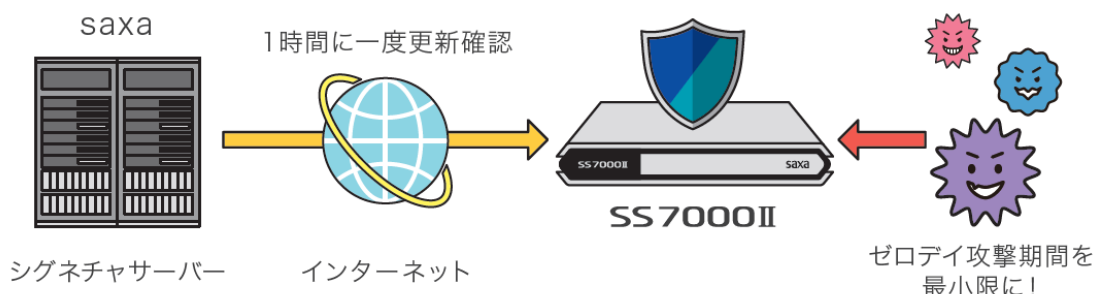 saxa
1時間に一度更新確認
SS7000Ⅱ
saxa
SS7000Ⅱ
シグネチャサーバー
インターネット
ゼロデイ攻撃期間を
最小限に!